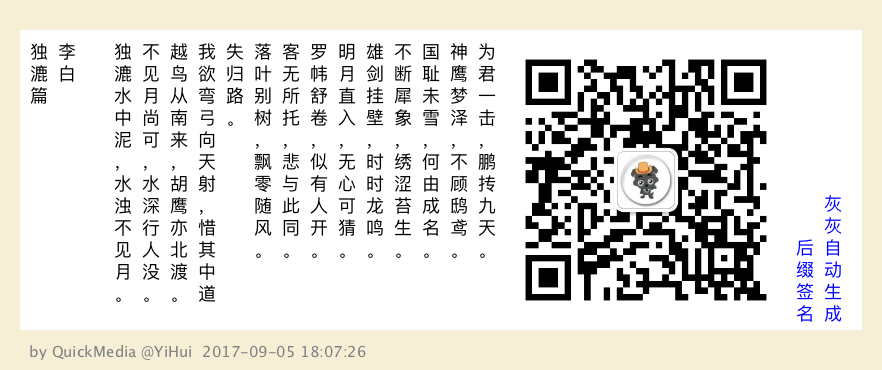 独漉篇
李白
独漉水中泥，水浊不见月。
不见月尚可，水深行人没。
越鸟从南来，胡鹰亦北渡。
我欲弯弓向天射，惜其中道
失归路。
落叶别树，飘零随风。
客无所托，悲与此同。
罗帏舒卷，似有人开。
明月直入，无心可猜。
雄剑挂壁，时时龙鸣。
不断犀象，绣涩苔生。
国耻未雪，何由成名。
神鹰梦泽，不顾鸱鸢。
为君一击，鹏抟九天。
后缀签名
灰灰自动生成
by QuickMedia @YiHui 2017-09-05 18:07:26